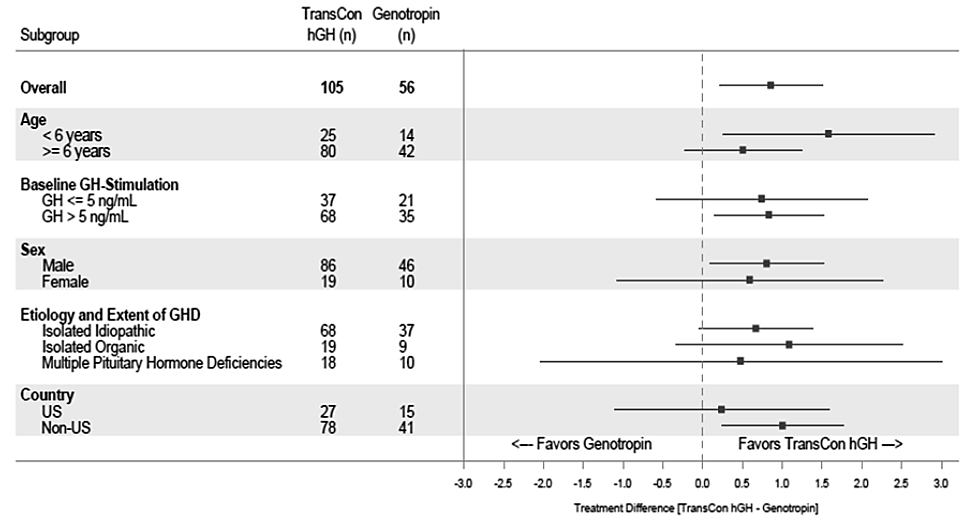 TransCon Genotropin
Subgroup hGH (n) (n)
Overall 105 56
Age
< 6 years 25 14
>= 6 years 80 42
Baseline GH-Stimulation
GH <= 5 ng/mL 37 21
GH > 5 ng/mL 68 35
Sex
Male 86 46
Female 19 10
Etiology and Extent of GHD
Isolated Idiopathic 68 37
Isolated Organic 19 9
Multiple Pituitary Hormone Deficiencies 18 10
Country
US 27 15
Non-US 78 41
<--- Favors Genotropin Favors TransCon hGH --->
-3.0 -2.5 -2.0 -1.5 -1.0 -0.5 0.0 0.5 1.0 1.5 2.0 2.5 3.0
Treatment Difference [TransCon hGH - Genotropin]